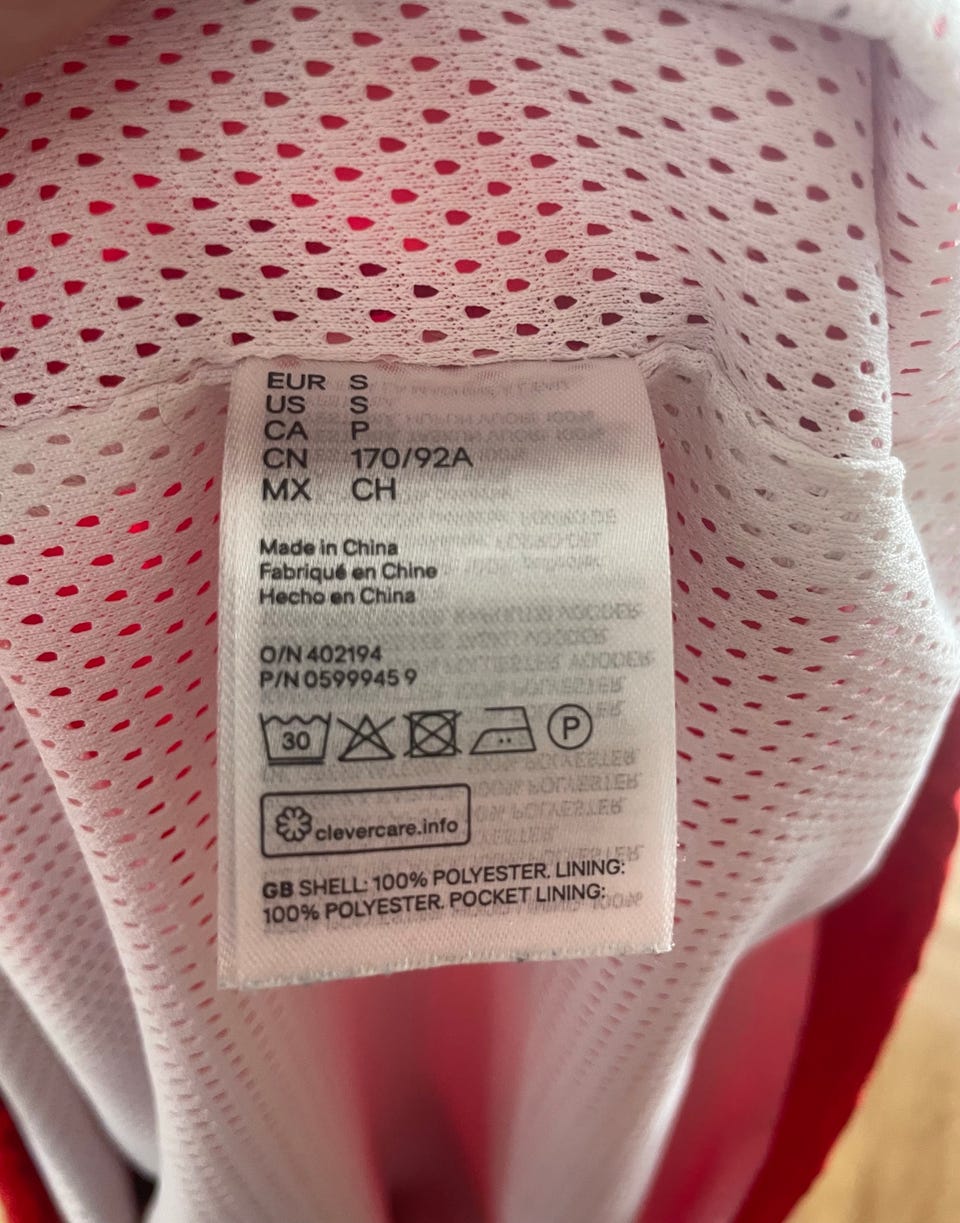 EUR S
US S
CA P
CN 170/92A
MX CH
Made in China
Fabriqué en Chine
Hecho en China
O/N 402194
P/N 0599945 9
30 P
clevercare.info
GB SHELL: 100% POLYESTER. LINING:
100% POLYESTER. POCKET LINING: